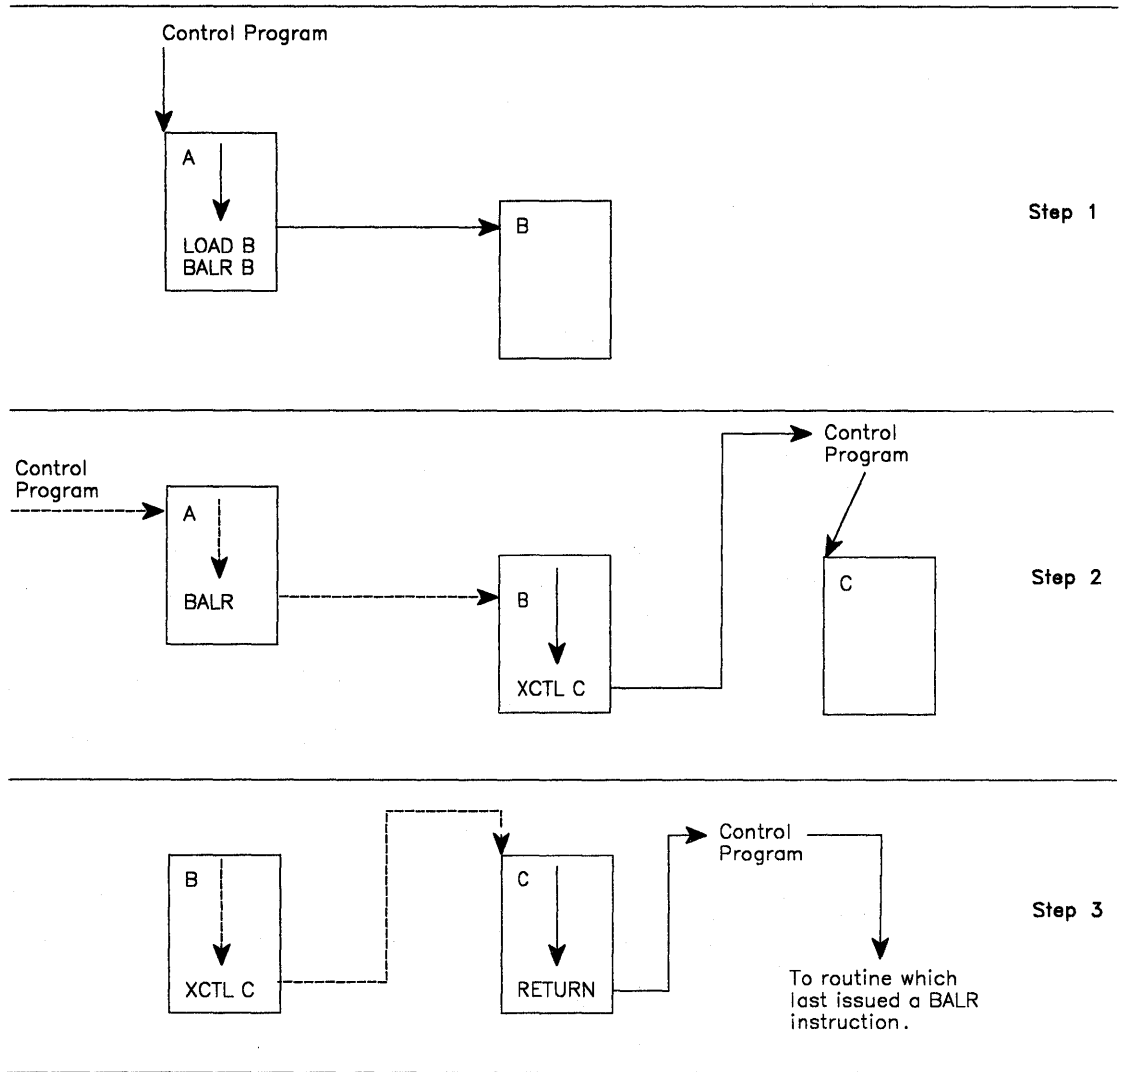 Control Program
A
LOAD B
BALR B
B
Step 1
Control
Program
A
BALR
B
XCTL C
Control
Program
C
Step 2
B
XCTL C
C
RETURN
Control
Program
To routine which
last issued a BALR
instruction.
Step 3